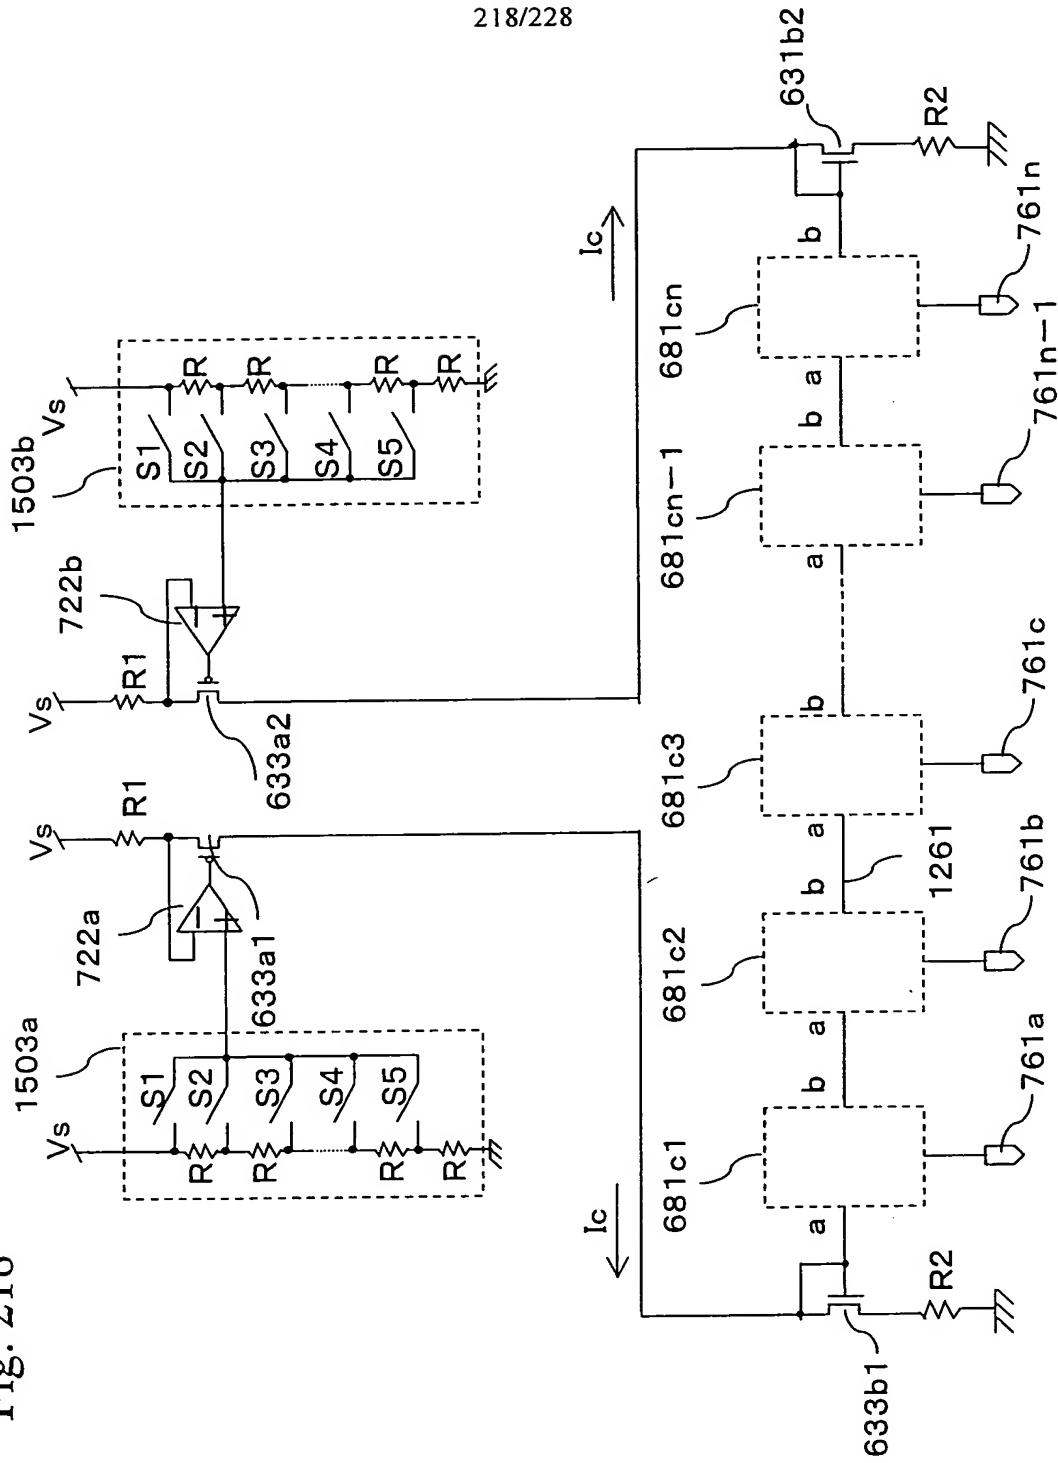 218/228
Fig. 218
1503a
Vs
S1
S2
S3
S4
S5
R
R
R
R
722a
633a1
Vs
R1
Vs
R1
633a2
722b
1503b
Vs
S1
S2
S3
S4
S5
R
R
R
R
Ic
Ic
633b1
R2
a
681c1
b
761a
a
681c2
b
761b
1261
a
681c3
b
761c
a
681cn-1
b
761n-1
a
681cn
b
761n
631b2
R2